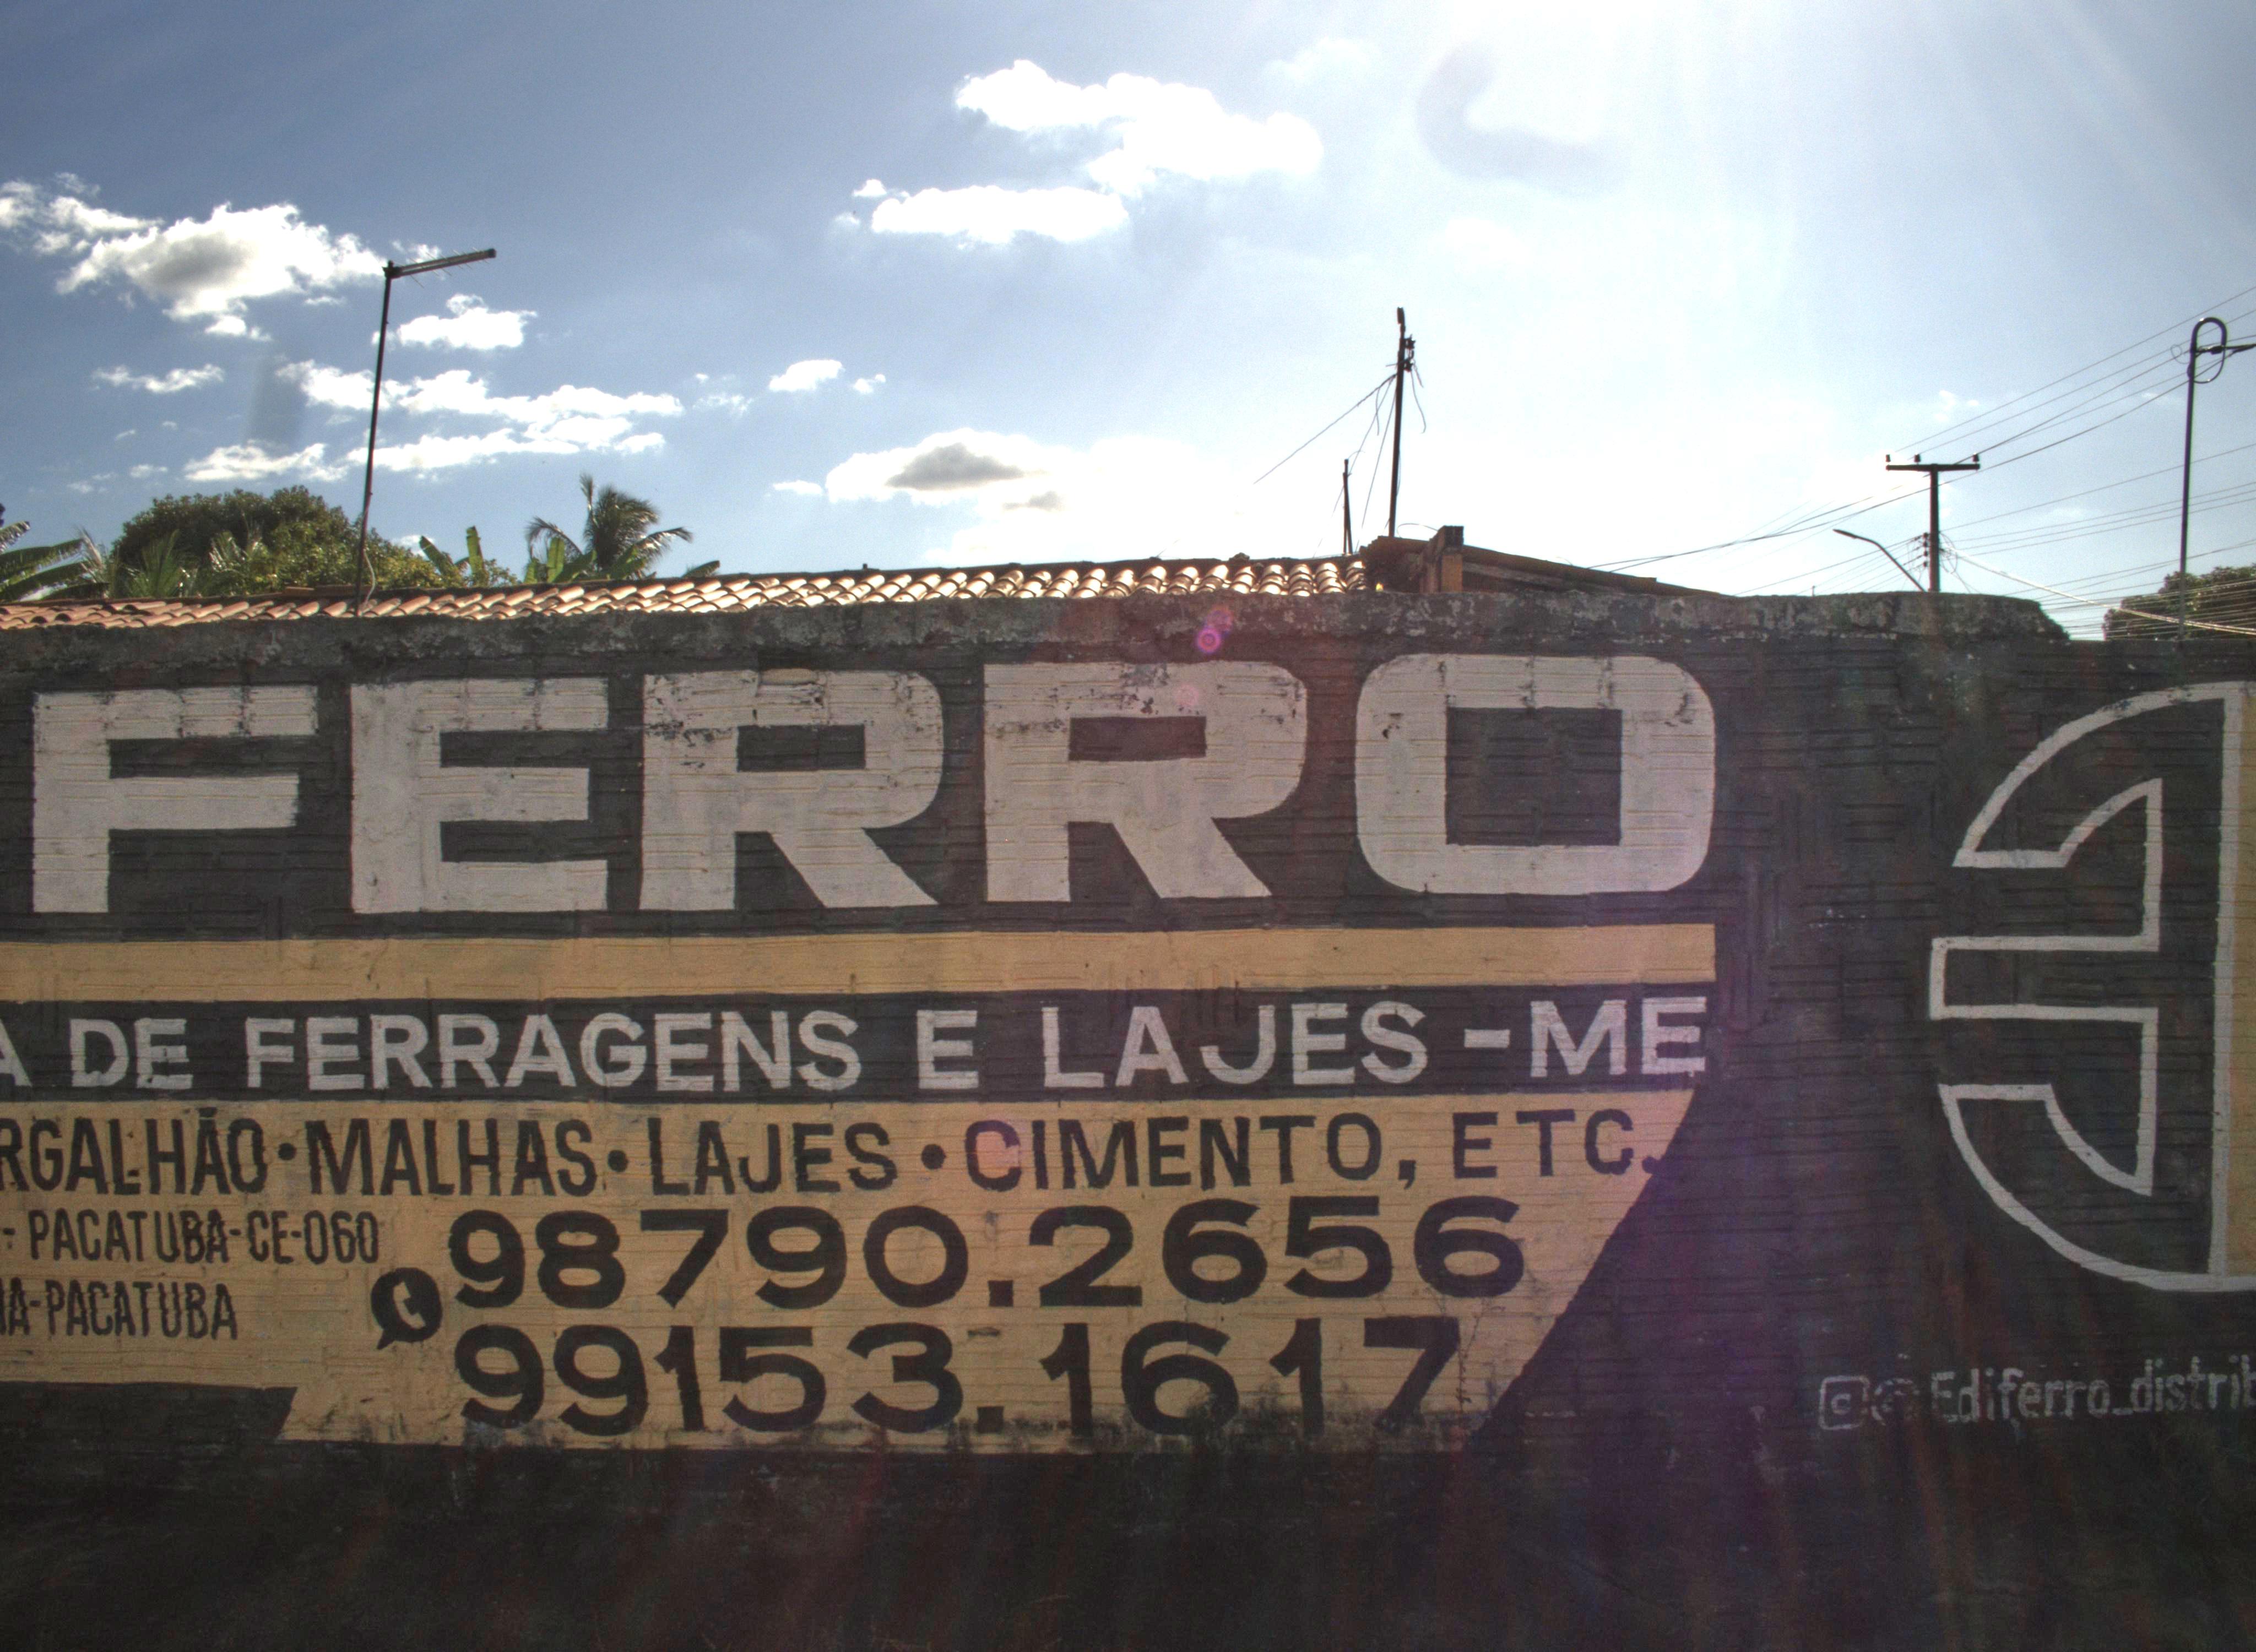 FERRO
A DE FERRAGENS E LAJES - ME
RGALHÃO • MALHAS • LAJES • CIMENTO, ETC.
- PACATUBA-CE-060
98790.2656
IA-PACATUBA
99153.1617
@Ediferro_distrib